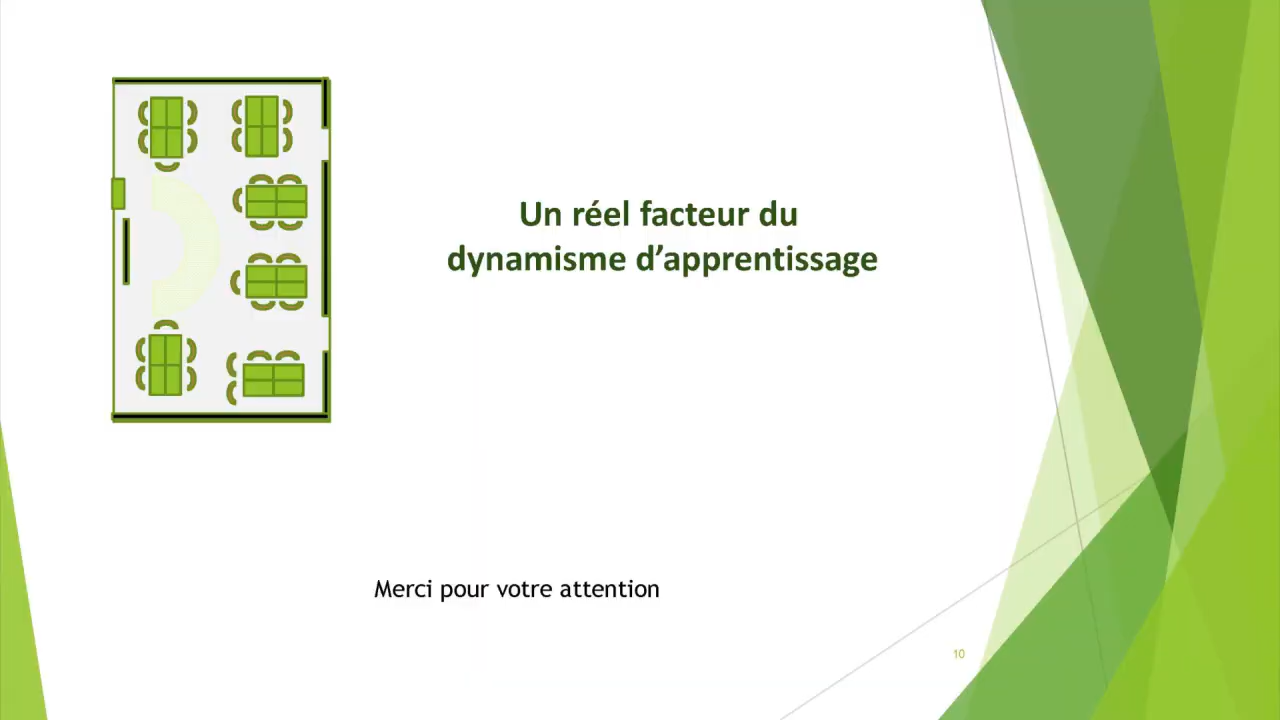 Un réel facteur du
dynamisme d’apprentissage
Merci pour votre attention
10